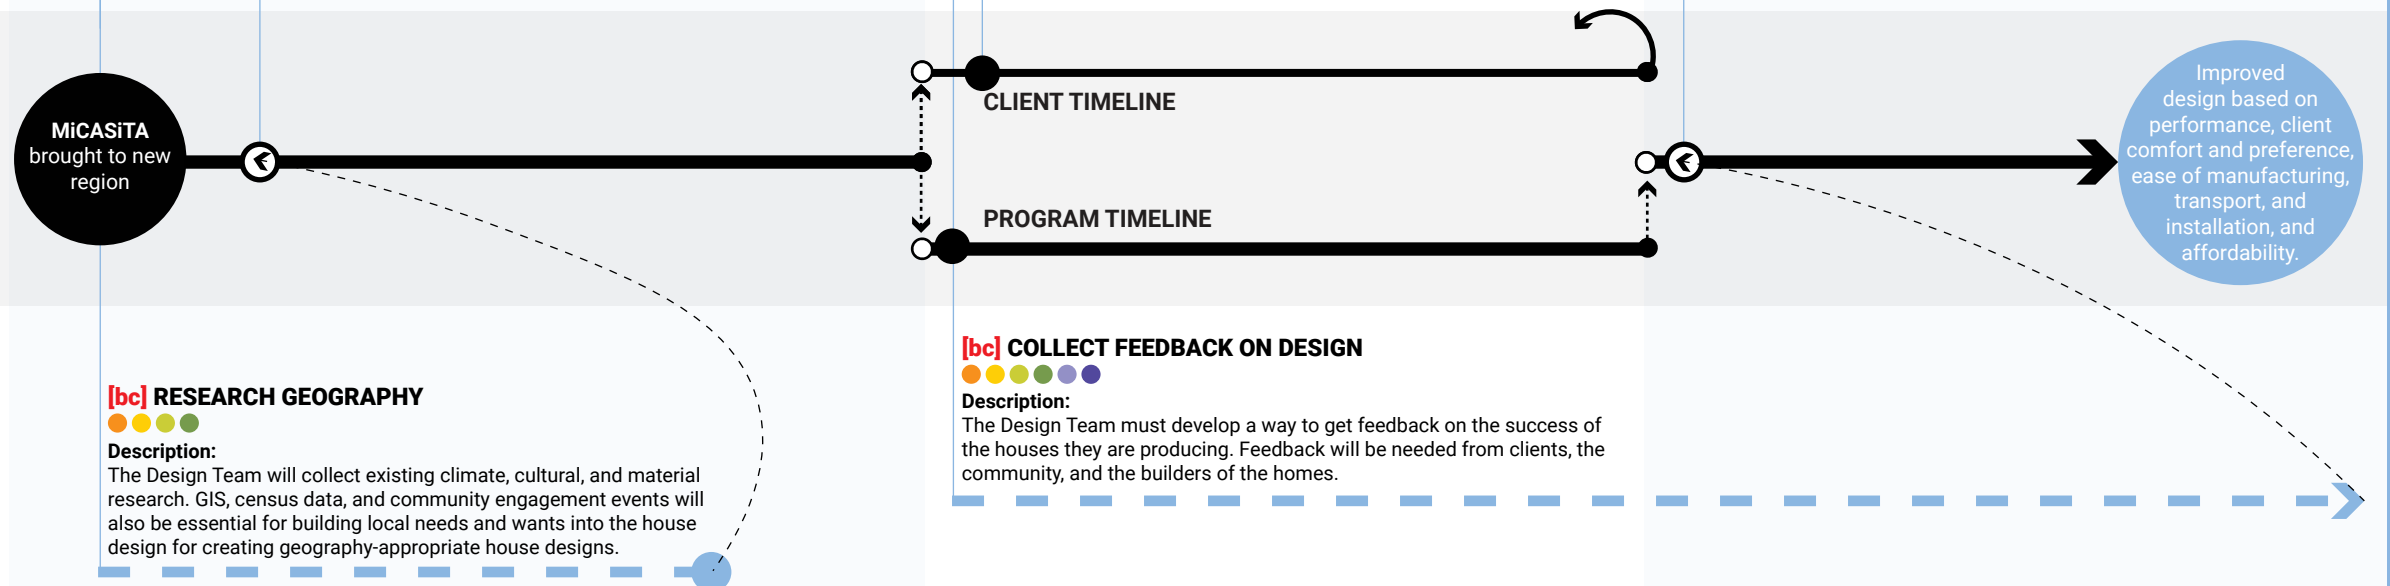 MiCASiTA
brought to new
region
CLIENT TIMELINE
PROGRAM TIMELINE
Improved
design based on
performance, client
comfort and preference,
ease of manufacturing,
transport, and
installation, and
affordability.
[bc] RESEARCH GEOGRAPHY
Description:
The Design Team will collect existing climate, cultural, and material
research. GIS, census data, and community engagement events will
also be essential for building local needs and wants into the house
design for creating geography-appropriate house designs.
[bc] COLLECT FEEDBACK ON DESIGN
Description:
The Design Team must develop a way to get feedback on the success of
the houses they are producing. Feedback will be needed from clients, the
community, and the builders of the homes.